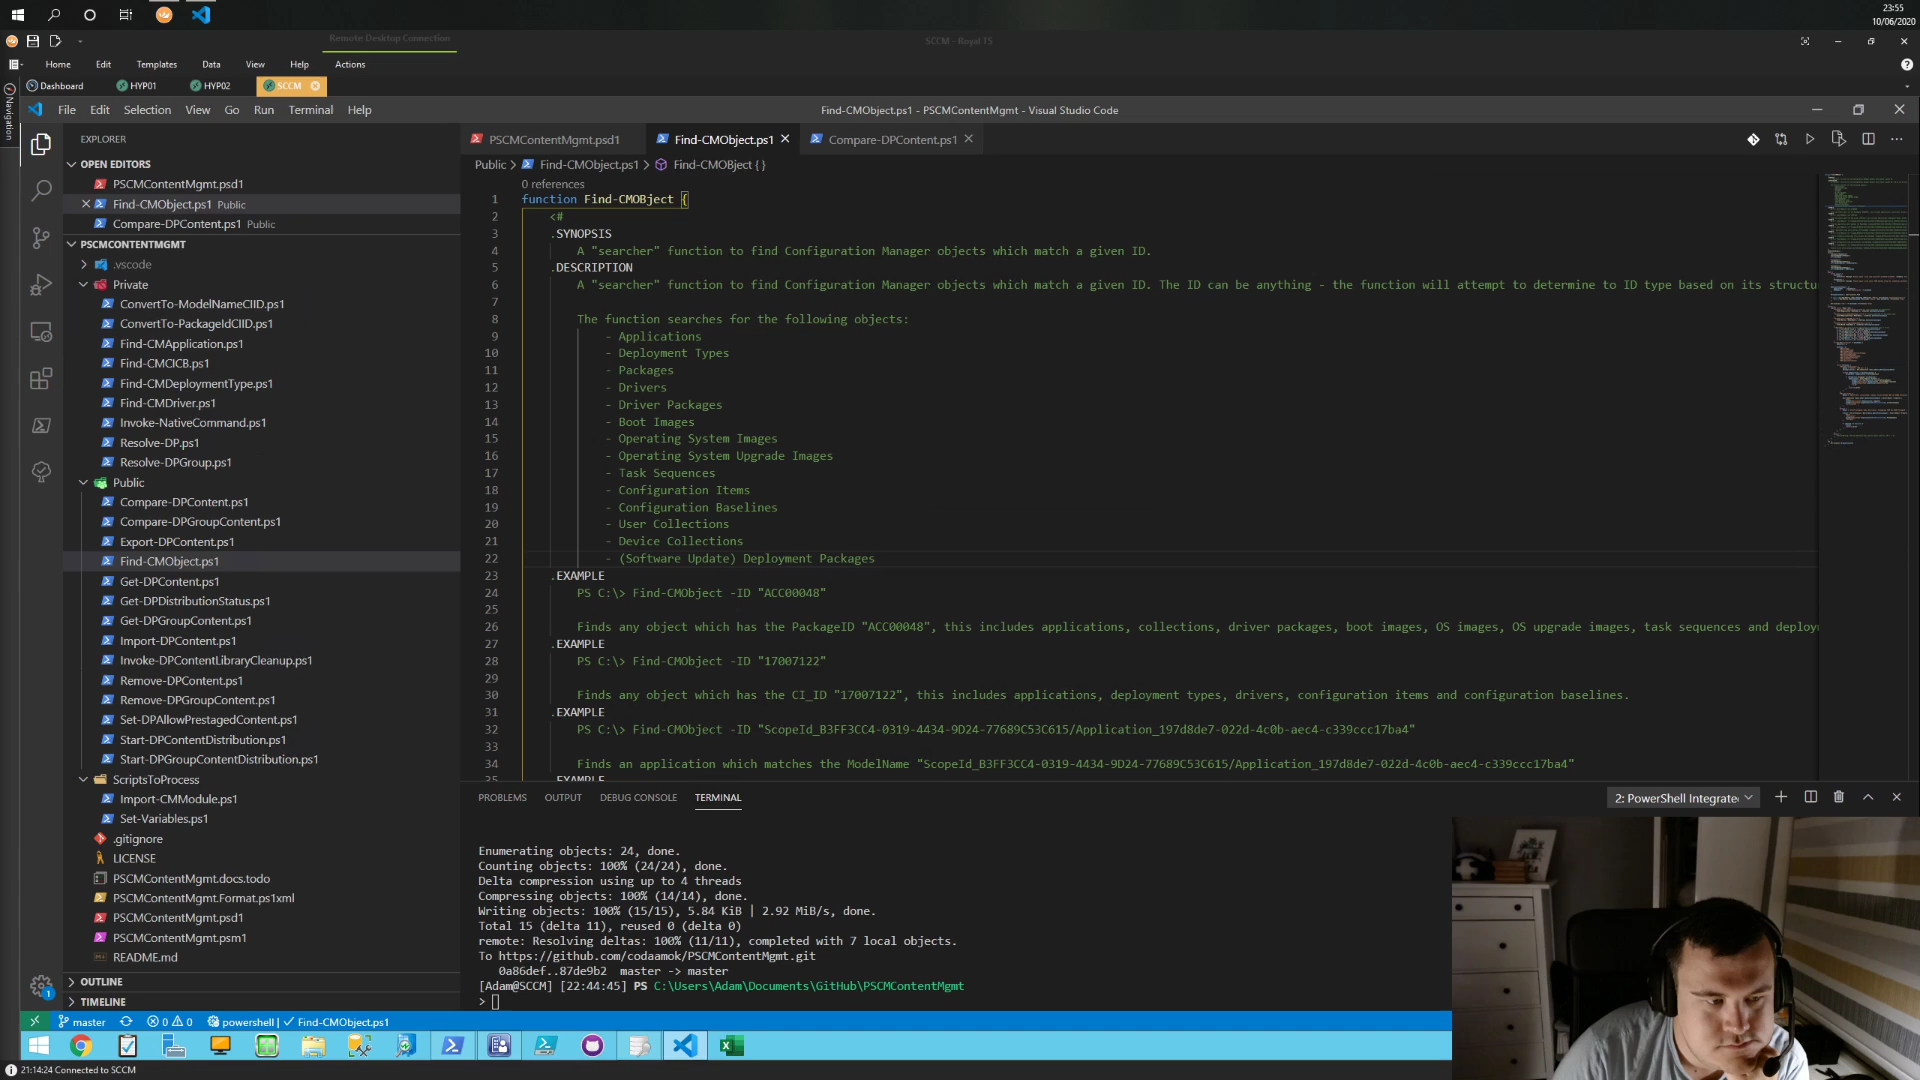 23:55
10/06/2020
Remote Desktop Connection
SCCM - Royal TS
Home Edit Templates Data View Help Actions
Dashboard HYP01 HYP02 SCCM
Navigation
File Edit Selection View Go Run Terminal Help
Find-CMObject.ps1 - PSCMContentMgmt - Visual Studio Code
EXPLORER
OPEN EDITORS
PSCMContentMgmt.psd1
Find-CMObject.ps1 Public
Compare-DPContent.ps1 Public
PSCMCONTENTMGMT
.vscode
Private
ConvertTo-ModelNameCIID.ps1
ConvertTo-PackageIdCIID.ps1
Find-CMApplication.ps1
Find-CMCICB.ps1
Find-CMDeploymentType.ps1
Find-CMDriver.ps1
Invoke-NativeCommand.ps1
Resolve-DP.ps1
Resolve-DPGroup.ps1
Public
Compare-DPContent.ps1
Compare-DPGroupContent.ps1
Export-DPContent.ps1
Find-CMObject.ps1
Get-DPContent.ps1
Get-DPDistributionStatus.ps1
Get-DPGroupContent.ps1
Import-DPContent.ps1
Invoke-DPContentLibraryCleanup.ps1
Remove-DPContent.ps1
Remove-DPGroupContent.ps1
Set-DPAllowPrestagedContent.ps1
Start-DPContentDistribution.ps1
Start-DPGroupContentDistribution.ps1
ScriptsToProcess
Import-CMModule.ps1
Set-Variables.ps1
.gitignore
LICENSE
PSCMContentMgmt.docs.todo
PSCMContentMgmt.Format.ps1xml
PSCMContentMgmt.psd1
PSCMContentMgmt.psm1
README.md
OUTLINE
TIMELINE
PSCMContentMgmt.psd1 Find-CMObject.ps1 Compare-DPContent.ps1
Public > Find-CMObject.ps1 > Find-CMOBject { }
0 references
1 function Find-CMOBject {
2 <#
3 .SYNOPSIS
4 A "searcher" function to find Configuration Manager objects which match a given ID.
5 .DESCRIPTION
6 A "searcher" function to find Configuration Manager objects which match a given ID. The ID can be anything - the function will attempt to determine to ID type based on its structu
7
8 The function searches for the following objects:
9 - Applications
10 - Deployment Types
11 - Packages
12 - Drivers
13 - Driver Packages
14 - Boot Images
15 - Operating System Images
16 - Operating System Upgrade Images
17 - Task Sequences
18 - Configuration Items
19 - Configuration Baselines
20 - User Collections
21 - Device Collections
22 - (Software Update) Deployment Packages
23 .EXAMPLE
24 PS C:\> Find-CMObject -ID "ACC00048"
25
26 Finds any object which has the PackageID "ACC00048", this includes applications, collections, driver packages, boot images, OS images, OS upgrade images, task sequences and deploy
27 .EXAMPLE
28 PS C:\> Find-CMObject -ID "17007122"
29
30 Finds any object which has the CI_ID "17007122", this includes applications, deployment types, drivers, configuration items and configuration baselines.
31 .EXAMPLE
32 PS C:\> Find-CMObject -ID "ScopeId_B3FF3CC4-0319-4434-9D24-77689C53C615/Application_197d8de7-022d-4c0b-aec4-c339ccc17ba4"
33
34 Finds an application which matches the ModelName "ScopeId_B3FF3CC4-0319-4434-9D24-77689C53C615/Application_197d8de7-022d-4c0b-aec4-c339ccc17ba4"
35 .EXAMPLE
PROBLEMS OUTPUT DEBUG CONSOLE TERMINAL
2: PowerShell Integrate
Enumerating objects: 24, done.
Counting objects: 100% (24/24), done.
Delta compression using up to 4 threads
Compressing objects: 100% (14/14), done.
Writing objects: 100% (15/15), 5.84 KiB | 2.92 MiB/s, done.
Total 15 (delta 11), reused 0 (delta 0)
remote: Resolving deltas: 100% (11/11), completed with 7 local objects.
To https://github.com/codaamok/PSCMContentMgmt.git
0a86def..87de9b2 master -> master
[Adam@SCCM] [22:44:45] PS C:\Users\Adam\Documents\GitHub\PSCMContentMgmt
>
1
master 0 0 powershell | Find-CMObject.ps1
21:14:24 Connected to SCCM